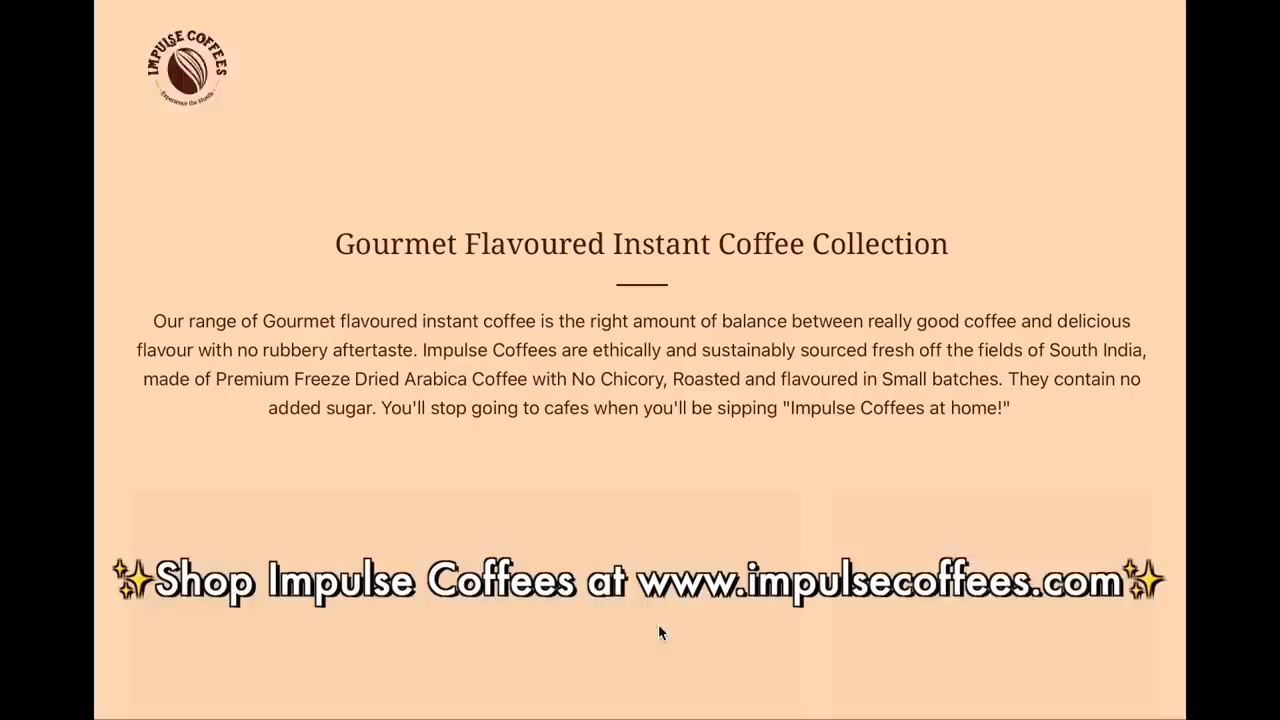 IMPULSE COFFEES
Experience the Hustle
Gourmet Flavoured Instant Coffee Collection
Our range of Gourmet flavoured instant coffee is the right amount of balance between really good coffee and delicious
flavour with no rubbery aftertaste. Impulse Coffees are ethically and sustainably sourced fresh off the fields of South India,
made of Premium Freeze Dried Arabica Coffee with No Chicory, Roasted and flavoured in Small batches. They contain no
added sugar. You'll stop going to cafes when you'll be sipping "Impulse Coffees at home!"
✨Shop Impulse Coffees at www.impulsecoffees.com✨